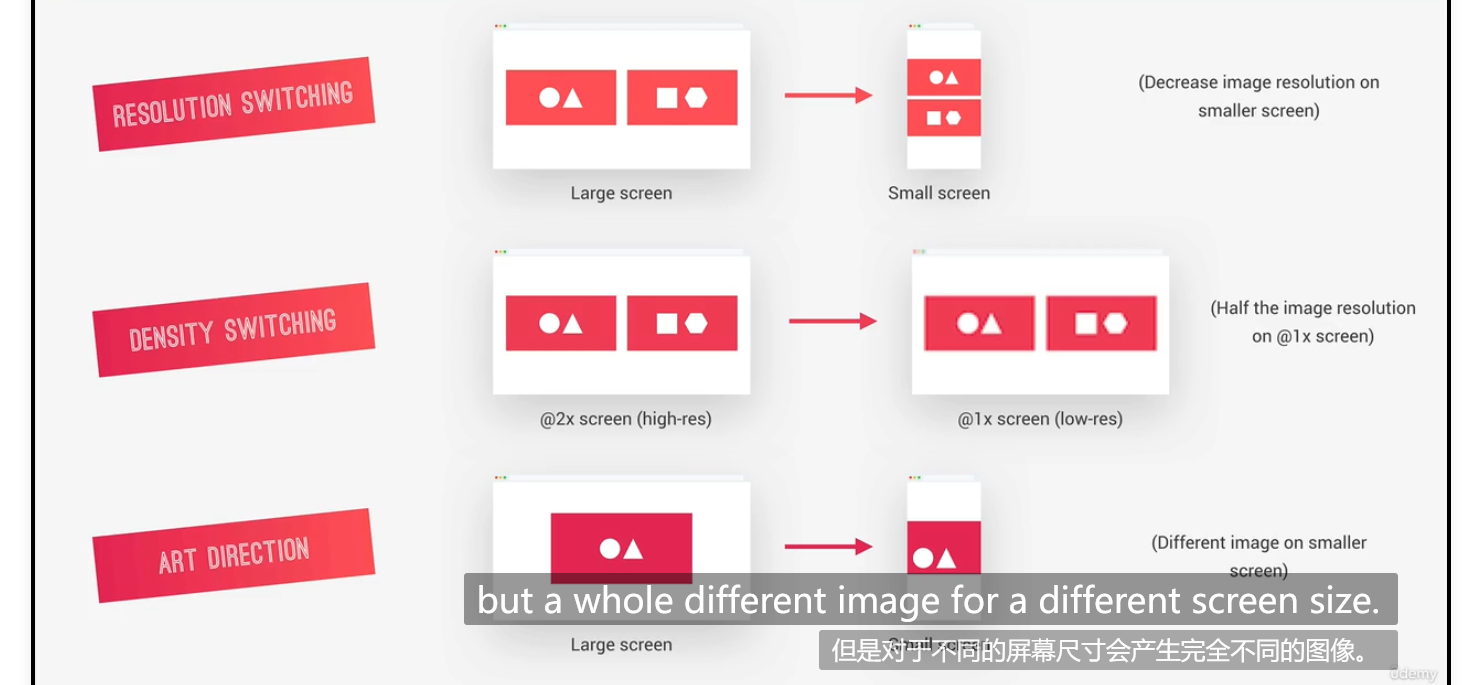 RESOLUTION SWITCHING
Large screen
Small screen
(Decrease image resolution on
smaller screen)
DENSITY SWITCHING
@2x screen (high-res)
@1x screen (low-res)
(Half the image resolution
on @1x screen)
ART DIRECTION
(Different image on smaller
screen)
but a whole different image for a different screen size.
Large screen
Small screen
但是对于不同的屏幕尺寸会产生完全不同的图像。
udemy